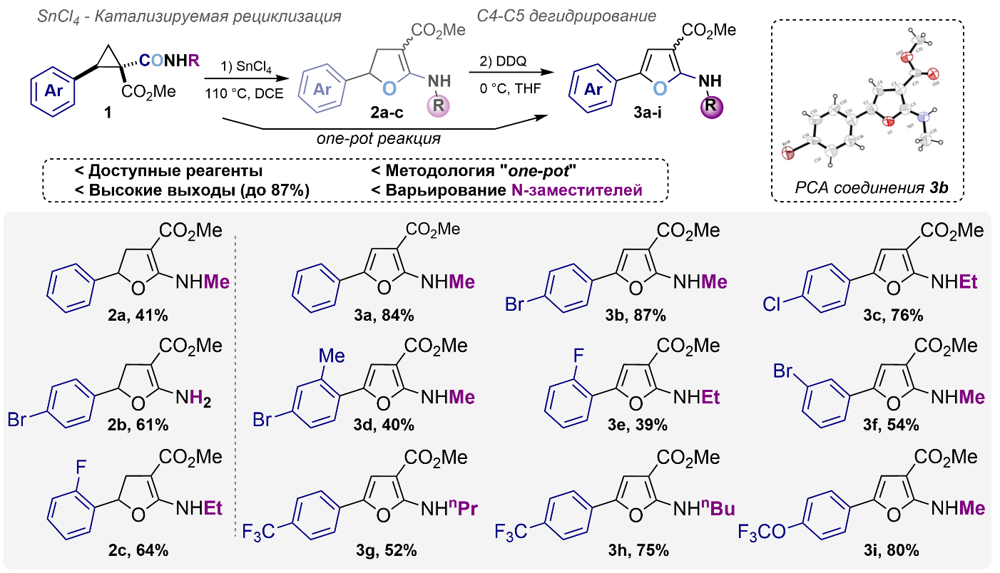 SnCl4 - Катализируемая рециклизация
C4-C5 дегидрирование
Ar
CONHR
CO2Me
1
1) SnCl4
110 °C, DCE
Ar
CO2Me
O
NH
R
2a-c
2) DDQ
0 °C, THF
Ar
CO2Me
O
NH
R
3a-i
one-pot реакция
< Доступные реагенты
< Высокие выходы (до 87%)
< Методология "one-pot"
< Варьирование N-заместителей
РСА соединения 3b
CO2Me
O
NHMe
2a, 41%
CO2Me
O
NHMe
3a, 84%
CO2Me
O
NHMe
Br
3b, 87%
CO2Me
O
NHEt
Cl
3c, 76%
CO2Me
O
NH2
Br
2b, 61%
Me
CO2Me
O
NHMe
Br
3d, 40%
F
CO2Me
O
NHEt
3e, 39%
Br
CO2Me
O
NHMe
3f, 54%
F
CO2Me
O
NHEt
2c, 64%
CO2Me
O
NHnPr
F3C
3g, 52%
CO2Me
O
NHnBu
F3C
3h, 75%
CO2Me
O
NHMe
F3CO
3i, 80%